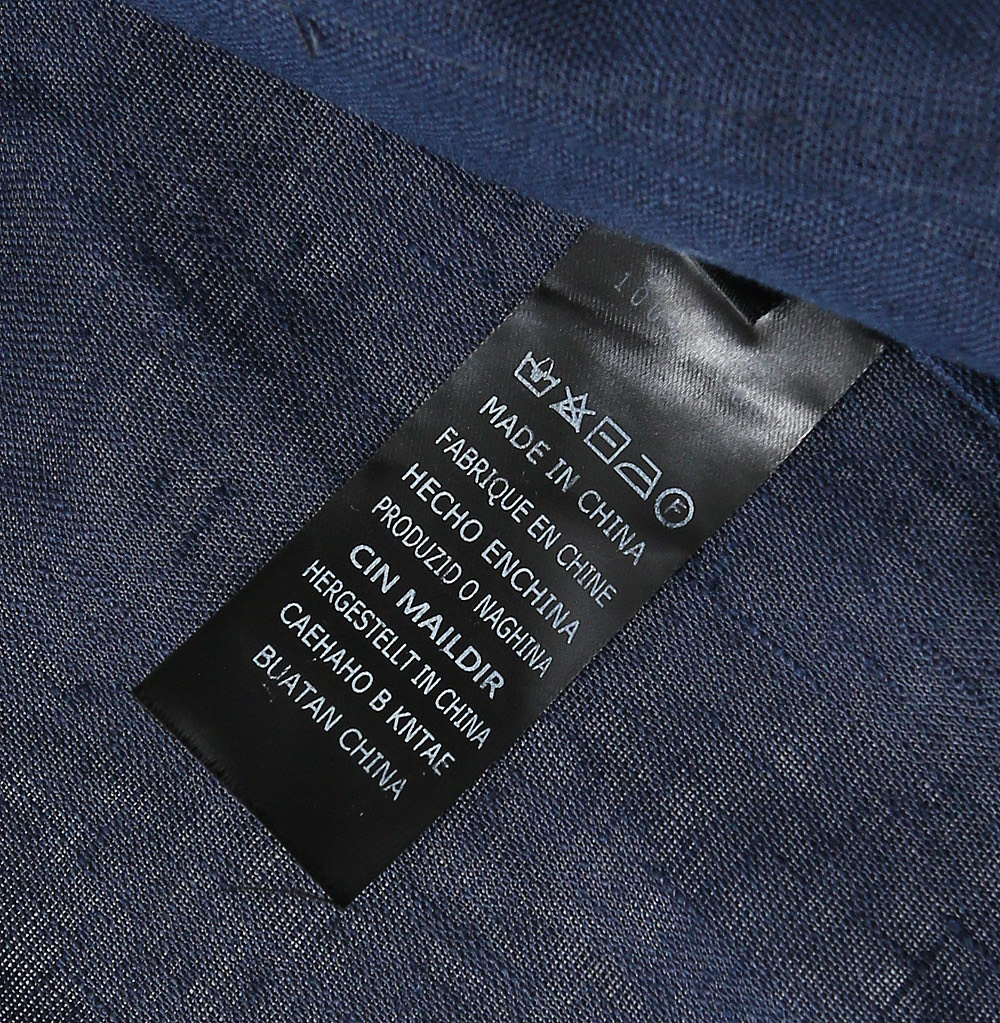 10
F
MADE IN CHINA
FABRIQUE EN CHINE
HECHO ENCHINA
PRODUZID O NAGHINA
CIN MAILDIR
HERGESTELLT IN CHINA
CAEHAHO B KNTAE
BUATAN CHINA